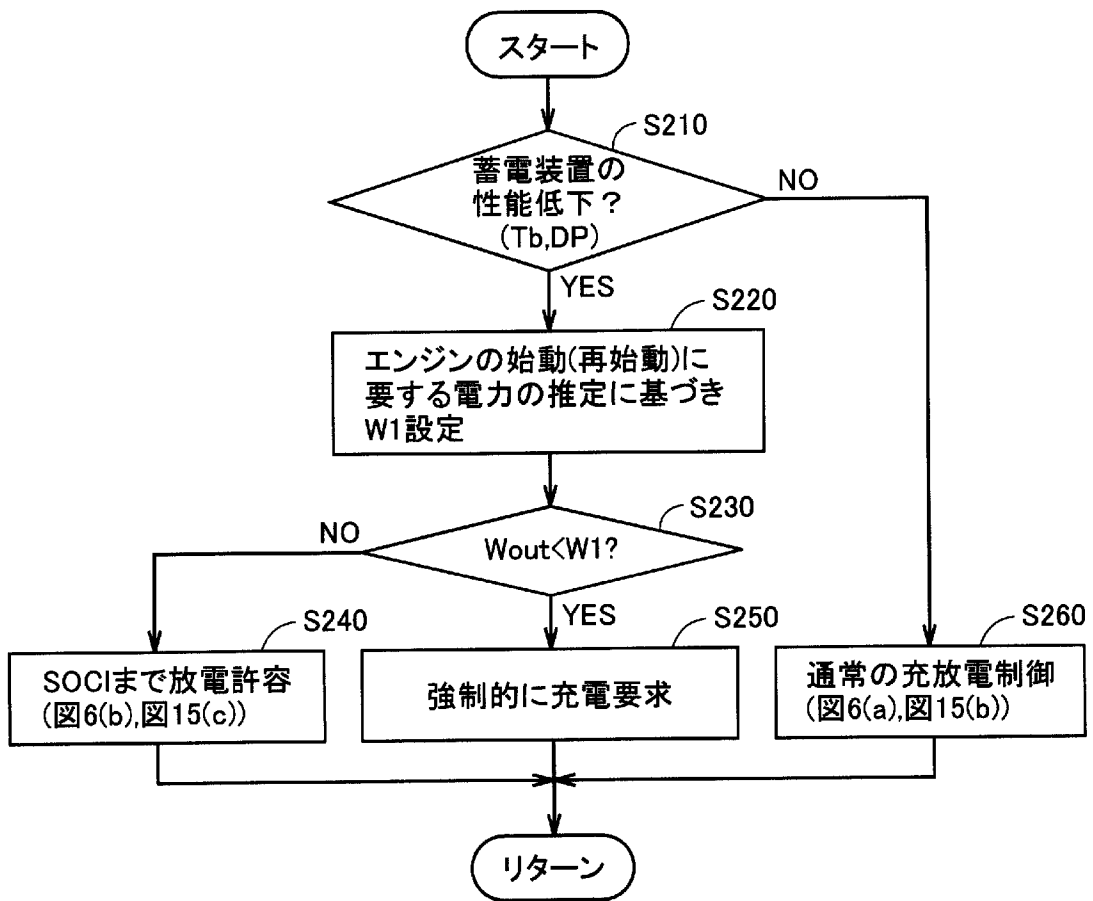 スタート
S210
蓄電装置の
性能低下？
(Tb,DP)
NO
YES
S220
エンジンの始動(再始動)に
要する電力の推定に基づき
W1設定
S230
NO
Wout<W1?
YES
S240
SOClまで放電許容
(図6(b),図15(c))
S250
強制的に充電要求
S260
通常の充放電制御
(図6(a),図15(b))
リターン